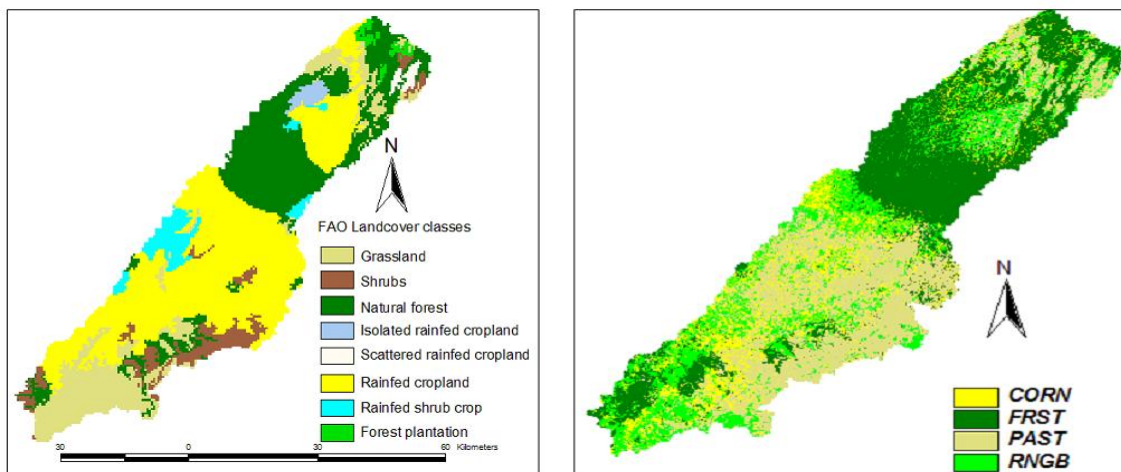 N
FAO Landcover classes
Grassland
Shrubs
Natural forest
Isolated rainfed cropland
Scattered rainfed cropland
Rainfed cropland
Rainfed shrub crop
Forest plantation
30 0 30 60 Kilometers
N
CORN
FRST
PAST
RNGB